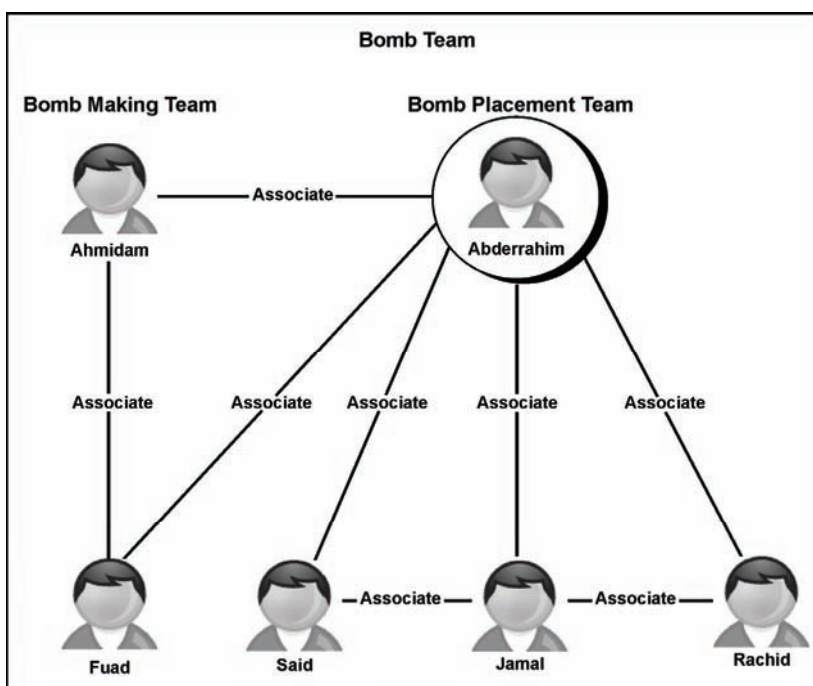 Bomb Team
Bomb Making Team
Bomb Placement Team
Associate
Ahmidam
Abderrahim
Associate
Associate
Associate
Associate
Associate
Associate
Associate
Fuad
Said
Jamal
Rachid